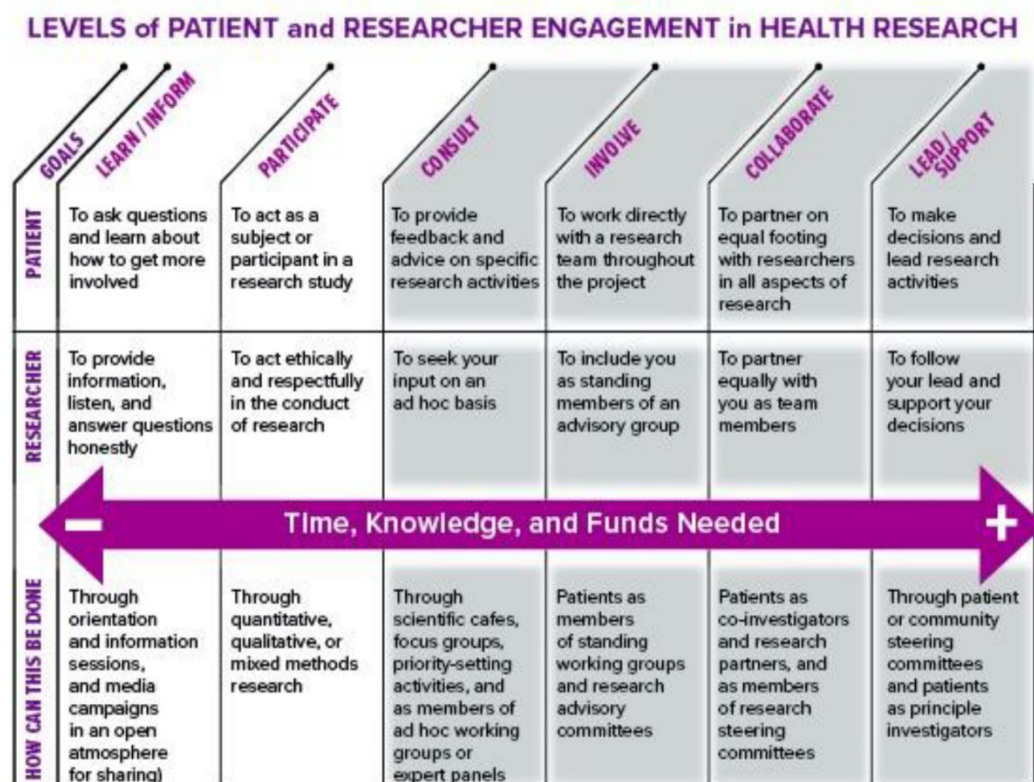 LEVELS of PATIENT and RESEARCHER ENGAGEMENT in HEALTH RESEARCH
GOALS
LEARN / INFORM
PARTICIPATE
CONSULT
INVOLVE
COLLABORATE
LEAD/
SUPPORT
PATIENT
To ask questions
and learn about
how to get more
involved
To act as a
subject or
participant in a
research study
To provide
feedback and
advice on specific
research activities
To work directly
with a research
team throughout
the project
To partner on
equal footing
with researchers
in all aspects of
research
To make
decisions and
lead research
activities
RESEARCHER
To provide
information,
listen, and
answer questions
honestly
To act ethically
and respectfully
in the conduct
of research
To seek your
input on an
ad hoc basis
To include you
as standing
members of an
advisory group
To partner
equally with
you as team
members
To follow
your lead and
support your
decisions
Time, Knowledge, and Funds Needed
HOW CAN THIS BE DONE
Through
orientation
and information
sessions,
and media
campaigns
in an open
atmosphere
for sharing)
Through
quantitative,
qualitative, or
mixed methods
research
Through
scientific cafes,
focus groups,
priority-setting
activities, and
as members of
ad hoc working
groups or
expert panels
Patients as
members
of standing
working groups
and research
advisory
committees
Patients as
co-investigators
and research
partners, and
as members
of research
steering
committees
Through patient
or community
steering
committees
and patients
as principle
investigators